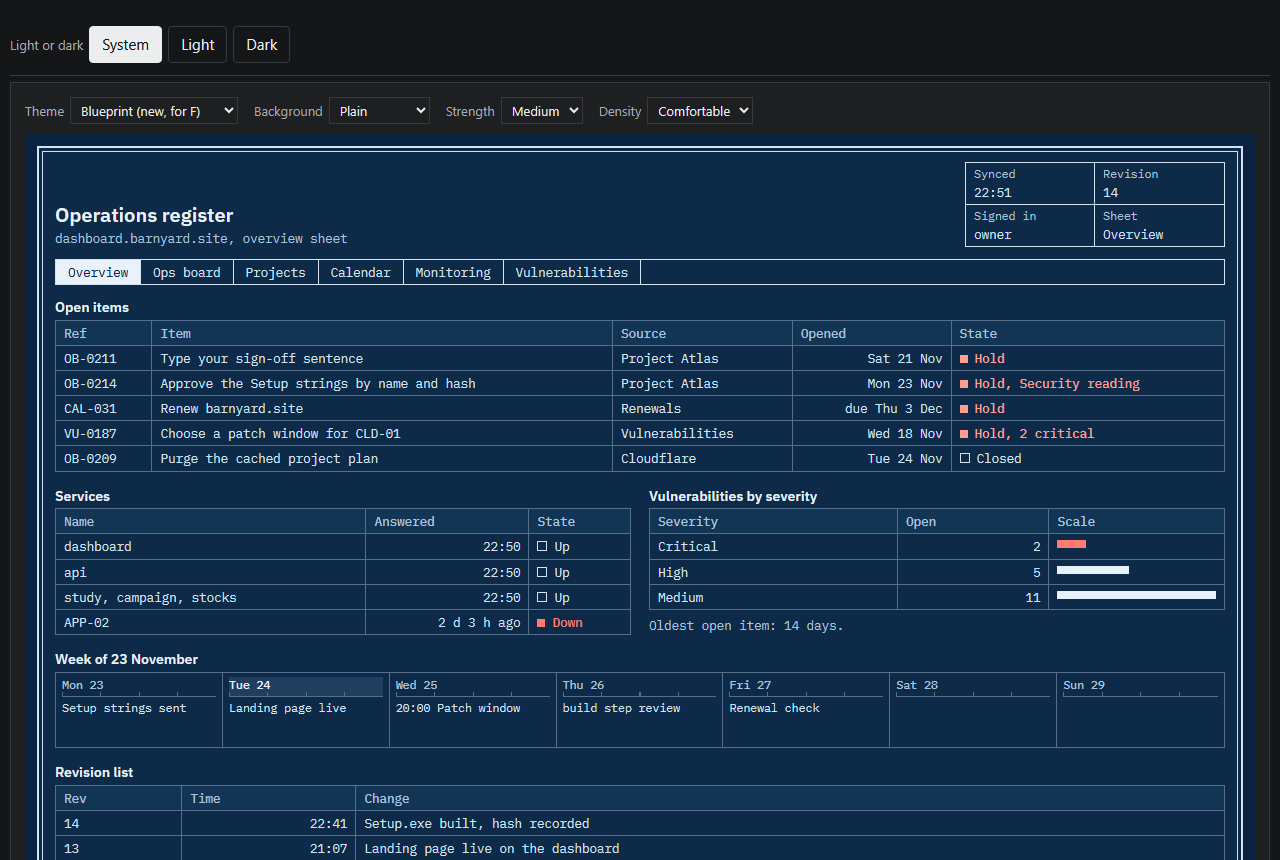 Light or dark System Light Dark
Theme Blueprint (new, for F) Background Plain Strength Medium Density Comfortable
Synced Revision
22:51 14
Signed in Sheet
owner Overview
Operations register
dashboard.barnyard.site, overview sheet
Overview Ops board Projects Calendar Monitoring Vulnerabilities
Open items
Ref Item Source Opened State
OB-0211 Type your sign-off sentence Project Atlas Sat 21 Nov Hold
OB-0214 Approve the Setup strings by name and hash Project Atlas Mon 23 Nov Hold, Security reading
CAL-031 Renew barnyard.site Renewals due Thu 3 Dec Hold
VU-0187 Choose a patch window for CLD-01 Vulnerabilities Wed 18 Nov Hold, 2 critical
OB-0209 Purge the cached project plan Cloudflare Tue 24 Nov Closed
Services
Name Answered State
dashboard 22:50 Up
api 22:50 Up
study, campaign, stocks 22:50 Up
APP-02 2 d 3 h ago Down
Vulnerabilities by severity
Severity Open Scale
Critical 2
High 5
Medium 11
Oldest open item: 14 days.
Week of 23 November
Mon 23 Tue 24 Wed 25 Thu 26 Fri 27 Sat 28 Sun 29
Setup strings sent Landing page live 20:00 Patch window build step review Renewal check
Revision list
Rev Time Change
14 22:41 Setup.exe built, hash recorded
13 21:07 Landing page live on the dashboard